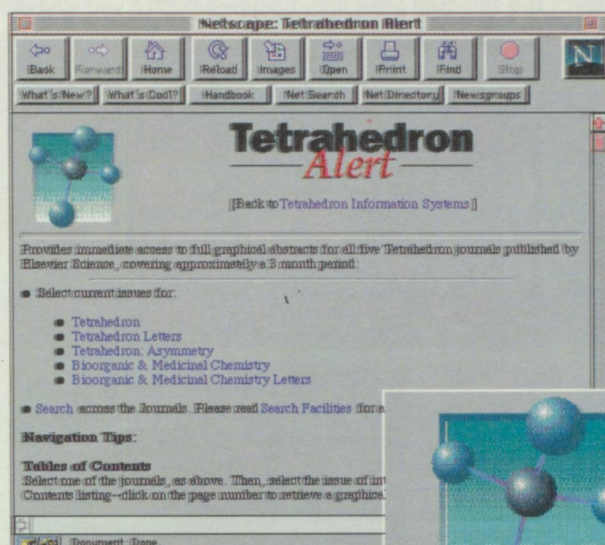 Netscape: Tetrahedron Alert
Back Forward Home Reload Images Open Print Find Stop N
What's New? What's Cool? Handbook Net Search Net Directory Newsgroups
Tetrahedron
Alert
[Back to Tetrahedron Information Systems]
Provides immediate access to full graphical abstracts for all five Tetrahedron journals published by
Elsevier Science, covering approximately a 3 month period:
Select current issues for:
Tetrahedron
Tetrahedron Letters
Tetrahedron: Asymmetry
Bioorganic & Medicinal Chemistry
Bioorganic & Medicinal Chemistry Letters
Search across the Journals. Please read Search Facilities for
Navigation Tips:
Tables of Contents
Select one of the journals, as above. Then, select the issue of
Contents listing--click on the page number to retrieve a graphical
Document: Done